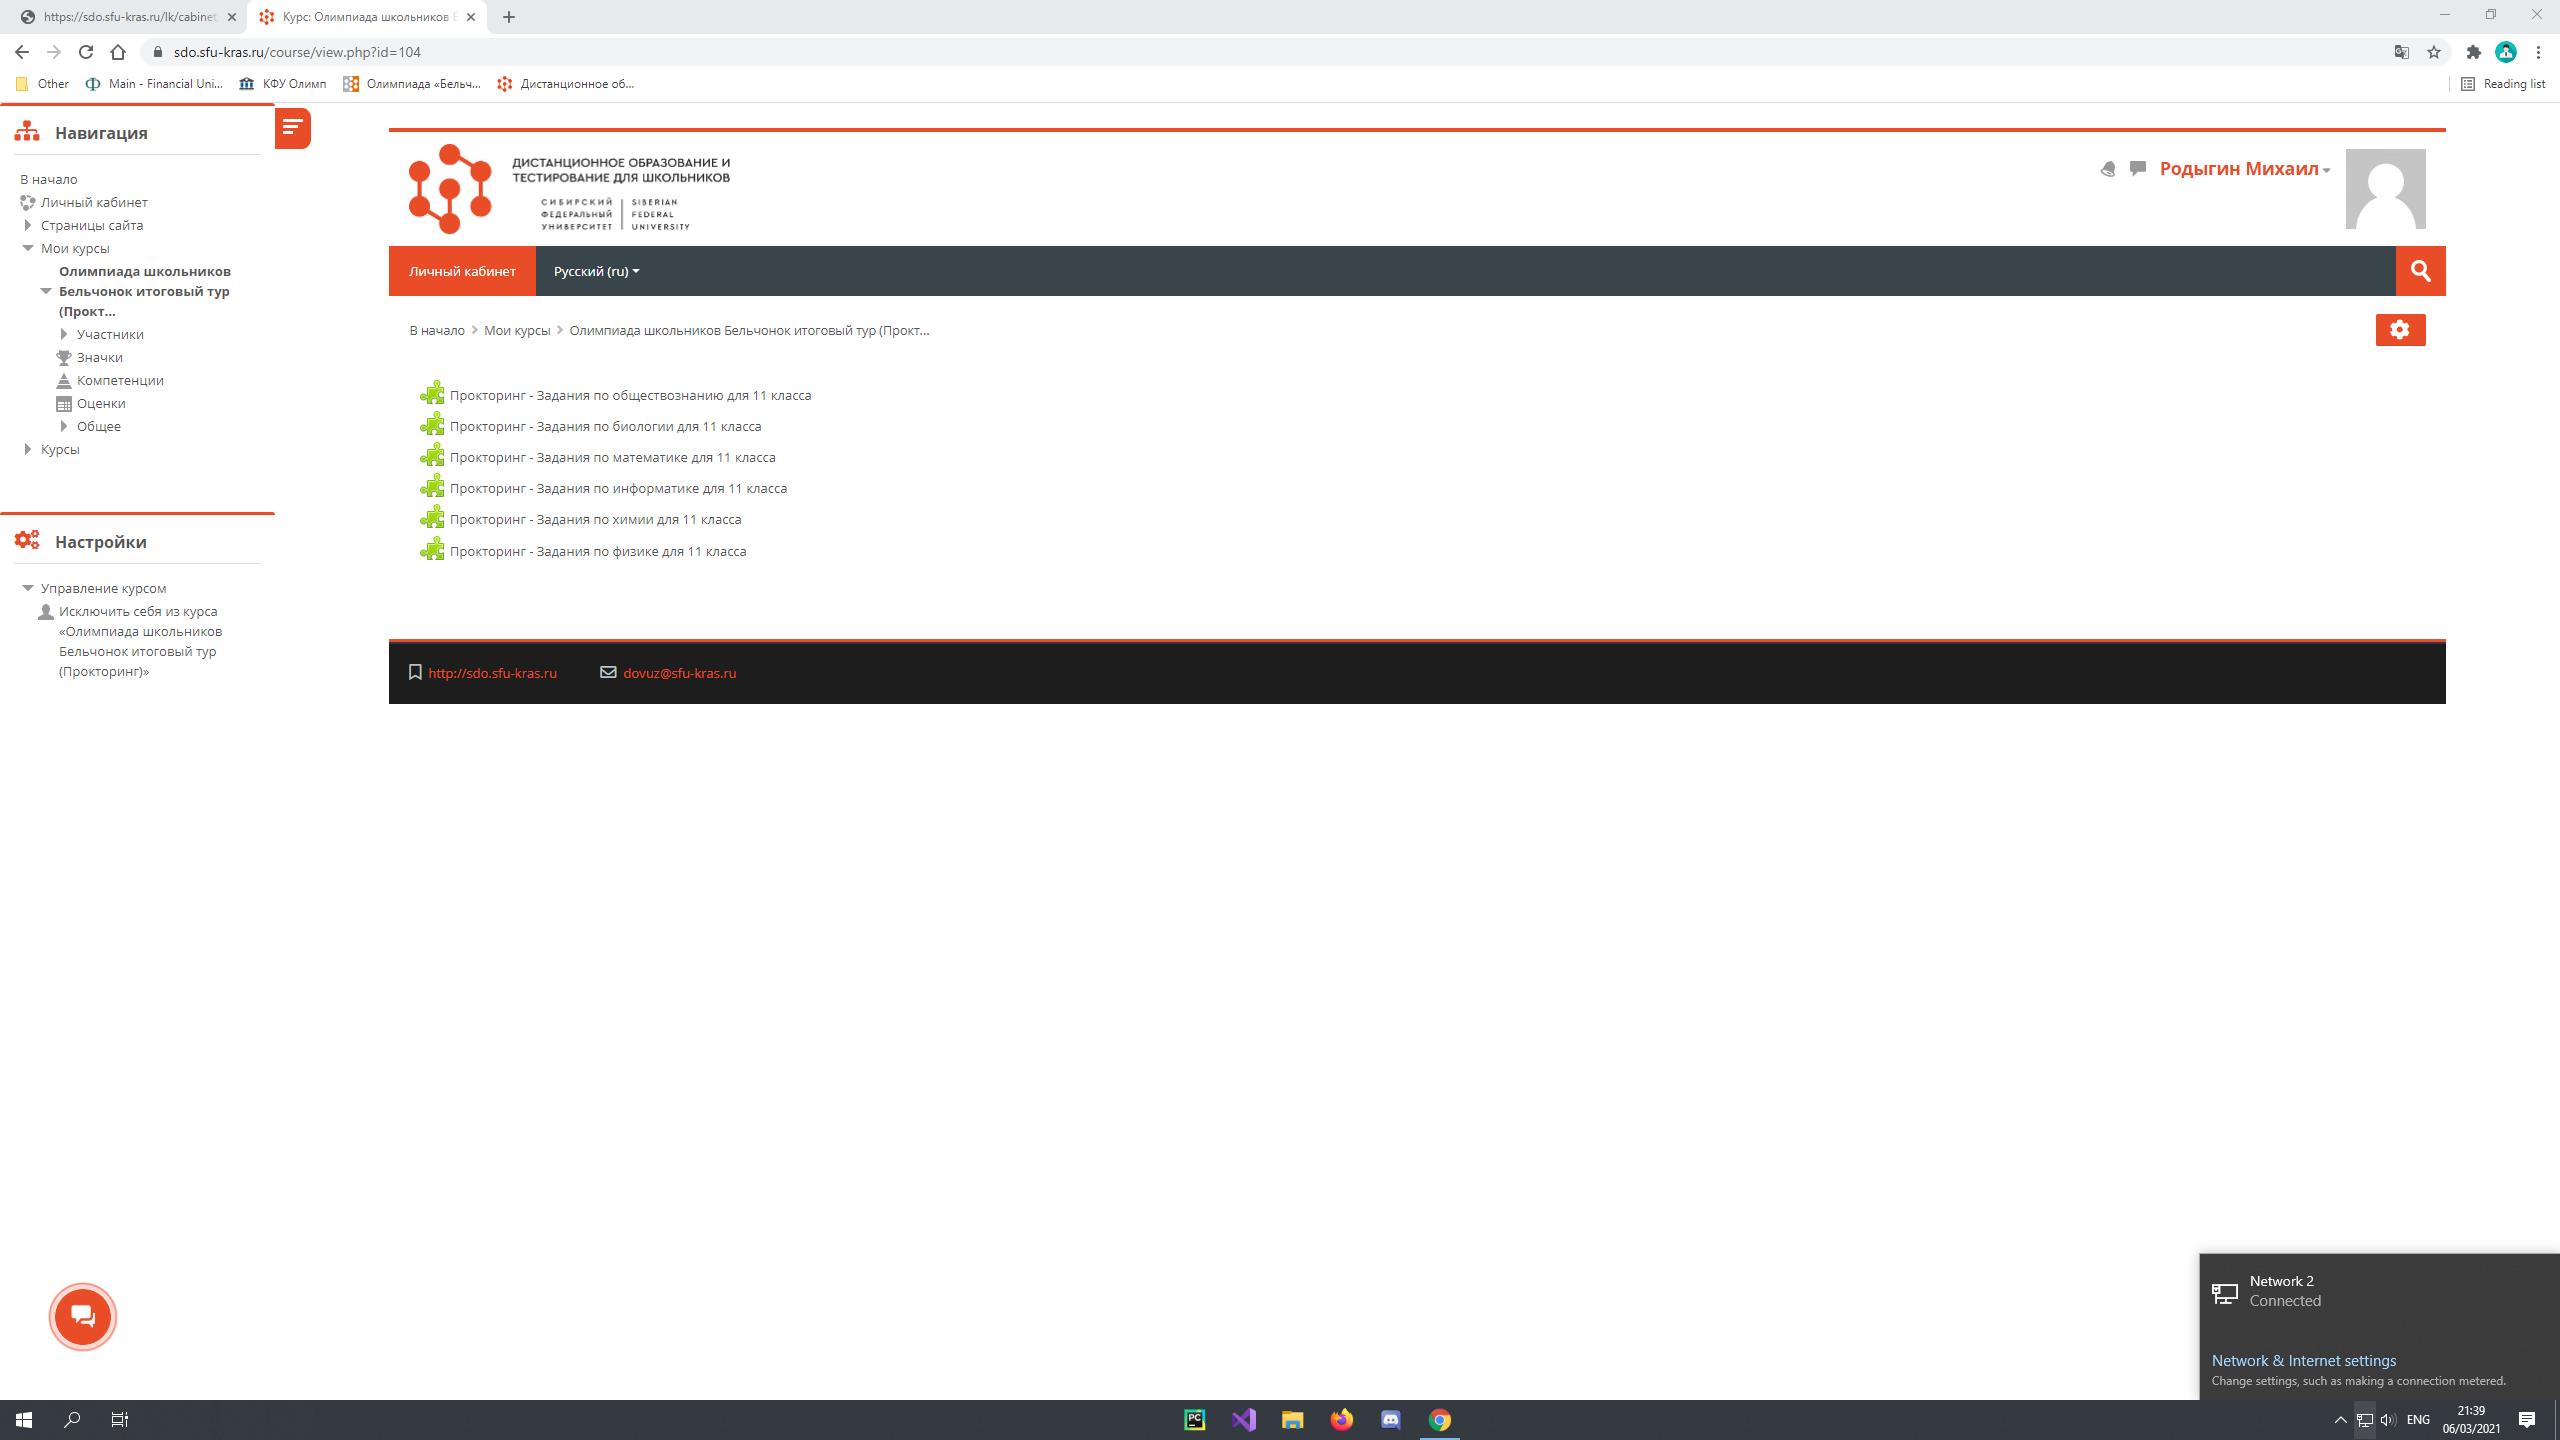 https://sdo.sfu-kras.ru/lk/cabinet
Курс: Олимпиада школьников
sdo.sfu-kras.ru/course/view.php?id=104
Other
Main - Financial Uni...
КФУ Олимп
Олимпиада «Бельч...
Дистанционное об...
Reading list
Навигация
В начало
Личный кабинет
Страницы сайта
Мои курсы
Олимпиада школьников
Бельчонок итоговый тур
(Прокт...
Участники
Значки
Компетенции
Оценки
Общее
Курсы
Настройки
Управление курсом
Исключить себя из курса
«Олимпиада школьников
Бельчонок итоговый тур
(Прокторинг)»
ДИСТАНЦИОННОЕ ОБРАЗОВАНИЕ И
ТЕСТИРОВАНИЕ ДЛЯ ШКОЛЬНИКОВ
СИБИРСКИЙ
ФЕДЕРАЛЬНЫЙ
УНИВЕРСИТЕТ
SIBERIAN
FEDERAL
UNIVERSITY
Родыгин Михаил
Личный кабинет
Русский (ru)
В начало
Мои курсы
Олимпиада школьников Бельчонок итоговый тур (Прокт...
Прокторинг - Задания по обществознанию для 11 класса
Прокторинг - Задания по биологии для 11 класса
Прокторинг - Задания по математике для 11 класса
Прокторинг - Задания по информатике для 11 класса
Прокторинг - Задания по химии для 11 класса
Прокторинг - Задания по физике для 11 класса
http://sdo.sfu-kras.ru
dovuz@sfu-kras.ru
Network 2
Connected
Network & Internet settings
Change settings, such as making a connection metered.
PC
ENG
21:39
06/03/2021